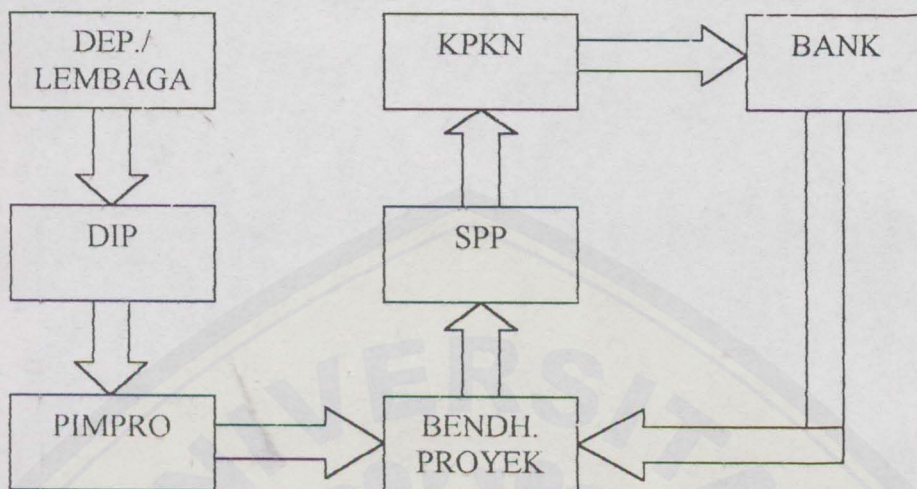 DEP./
LEMBAGA
KPKN
BANK
DIP
SPP
PIMPRO
BENDH.
PROYEK